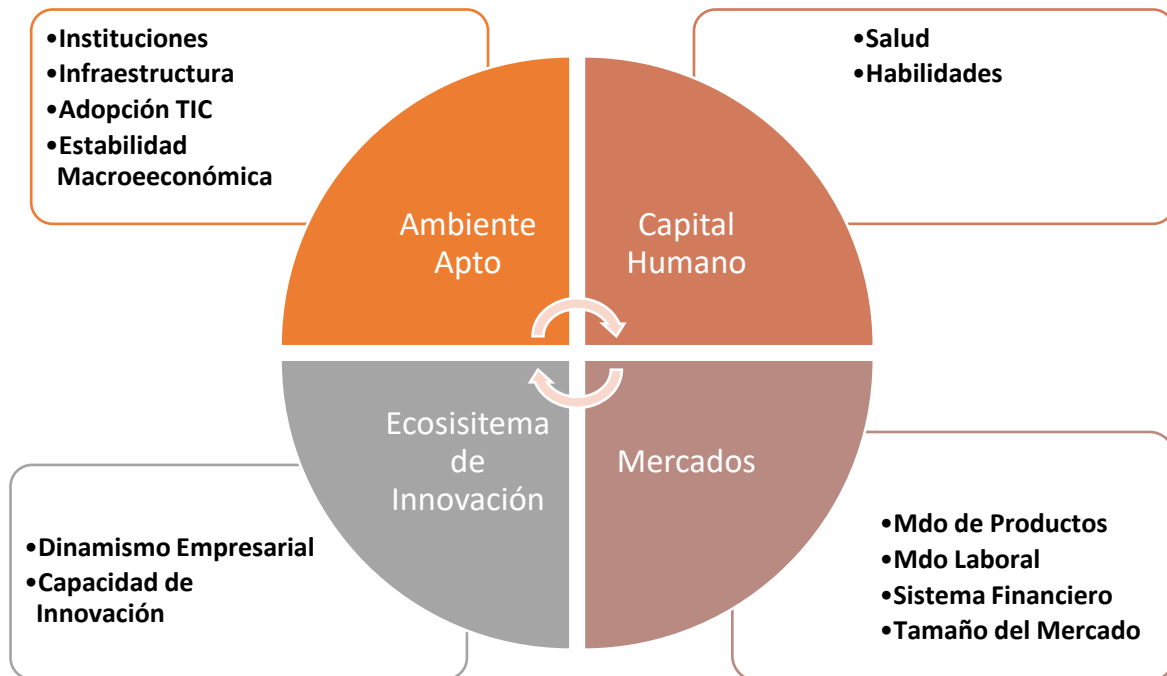 •Instituciones
•Infraestructura
•Adopción TIC
•Estabilidad
Macroeeconómica
•Salud
•Habilidades
Ambiente
Apto
Capital
Humano
Ecosisitema
de
Innovación
Mercados
•Dinamismo Empresarial
•Capacidad de
Innovación
•Mdo de Productos
•Mdo Laboral
•Sistema Financiero
•Tamaño del Mercado